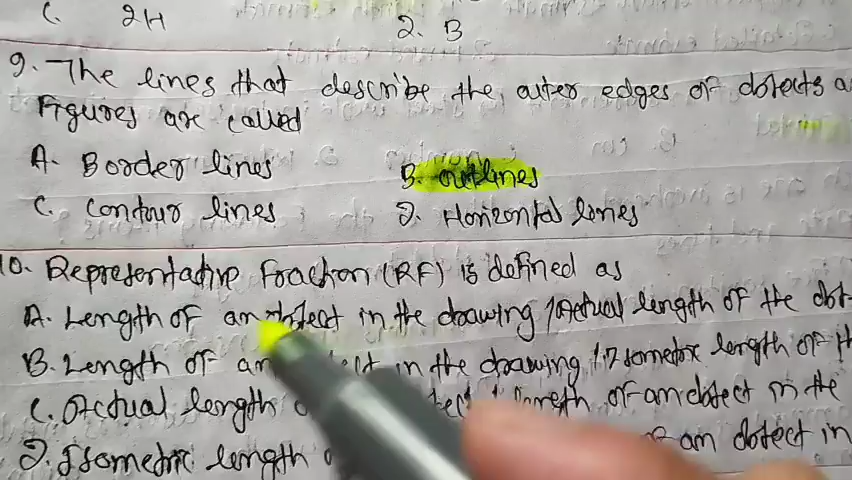 C. 2H
D. B
9. The lines that describe the outer edges of objects
Figures are called
A. Border lines B. outlines
C. Contour lines D. Horizontal lines
10. Representative Fraction (RF) is defined as
A. Length of an object in the drawing / Actual length of the
B. Length of an in the drawing / Isometric length of
C. Actual length length of an object in the
D. Isometric length of an object in